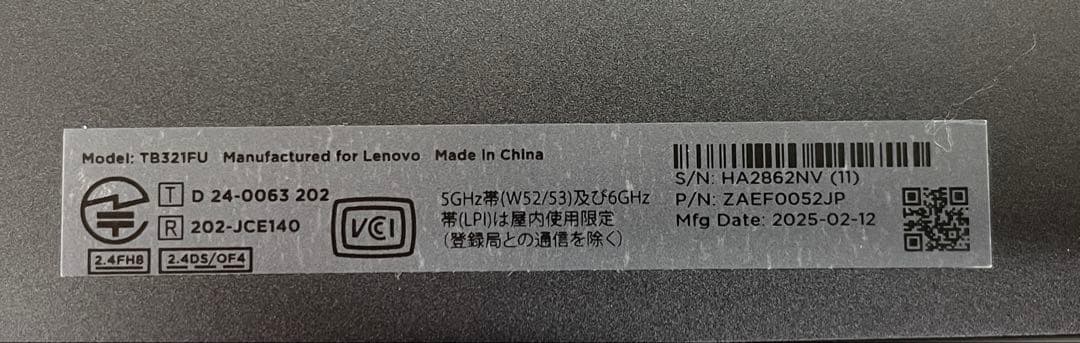 Model: TB321FU Manufactured for Lenovo Made in China
T D 24-0063 202
R 202-JCE140
2.4FH8 2.4DS/OF4
VCCI
5GHz帯(W52/53)及び6GHz
帯(LPI)は屋内使用限定
(登録局との通信を除く)
S/N: HA2862NV (11)
P/N: ZAEF0052JP
Mfg Date: 2025-02-12